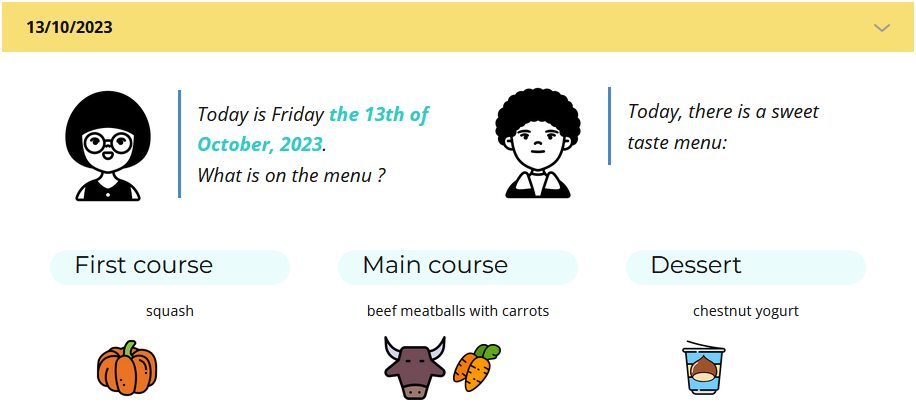 13/10/2023
Today is Friday the 13th of
October, 2023.
What is on the menu ?
Today, there is a sweet
taste menu:
First course
Main course
Dessert
squash
beef meatballs with carrots
chestnut yogurt